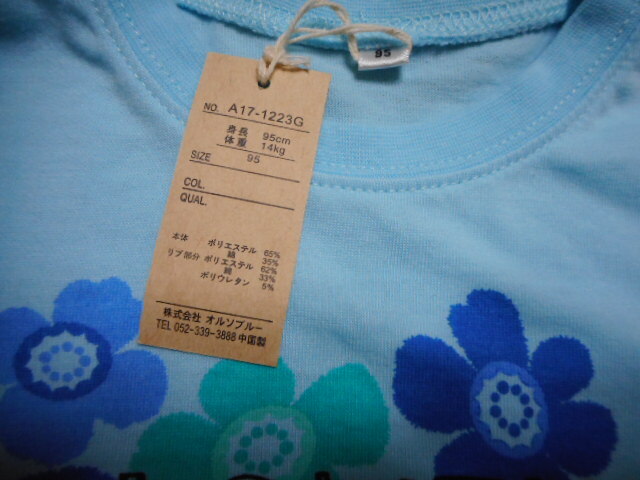 95
NO. A17-1223G
身長 95cm
体重 14kg
SIZE 95
COL.
QUAL.
本体 ポリエステル 65%
綿 35%
リブ部分 ポリエステル 62%
綿 33%
ポリウレタン 5%
株式会社 オルソブルー
TEL 052-339-3888 中国製